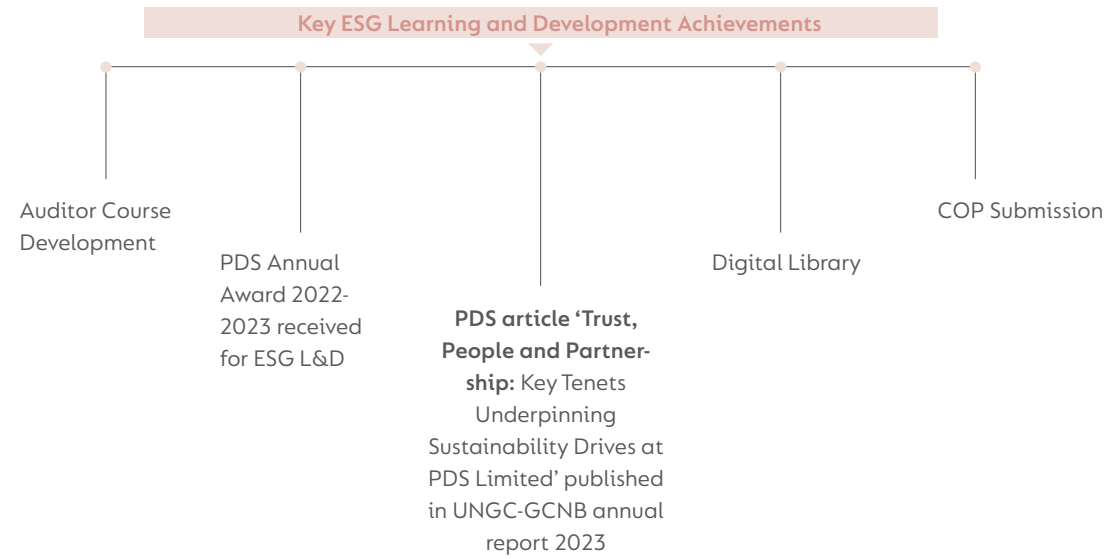 Key ESG Learning and Development Achievements
Auditor Course
Development
PDS Annual
Award 2022-
2023 received
for ESG L&D
PDS article ‘Trust,
People and Partner-
ship: Key Tenets
Underpinning
Sustainability Drives at
PDS Limited’ published
in UNGC-GCNB annual
report 2023
Digital Library
COP Submission